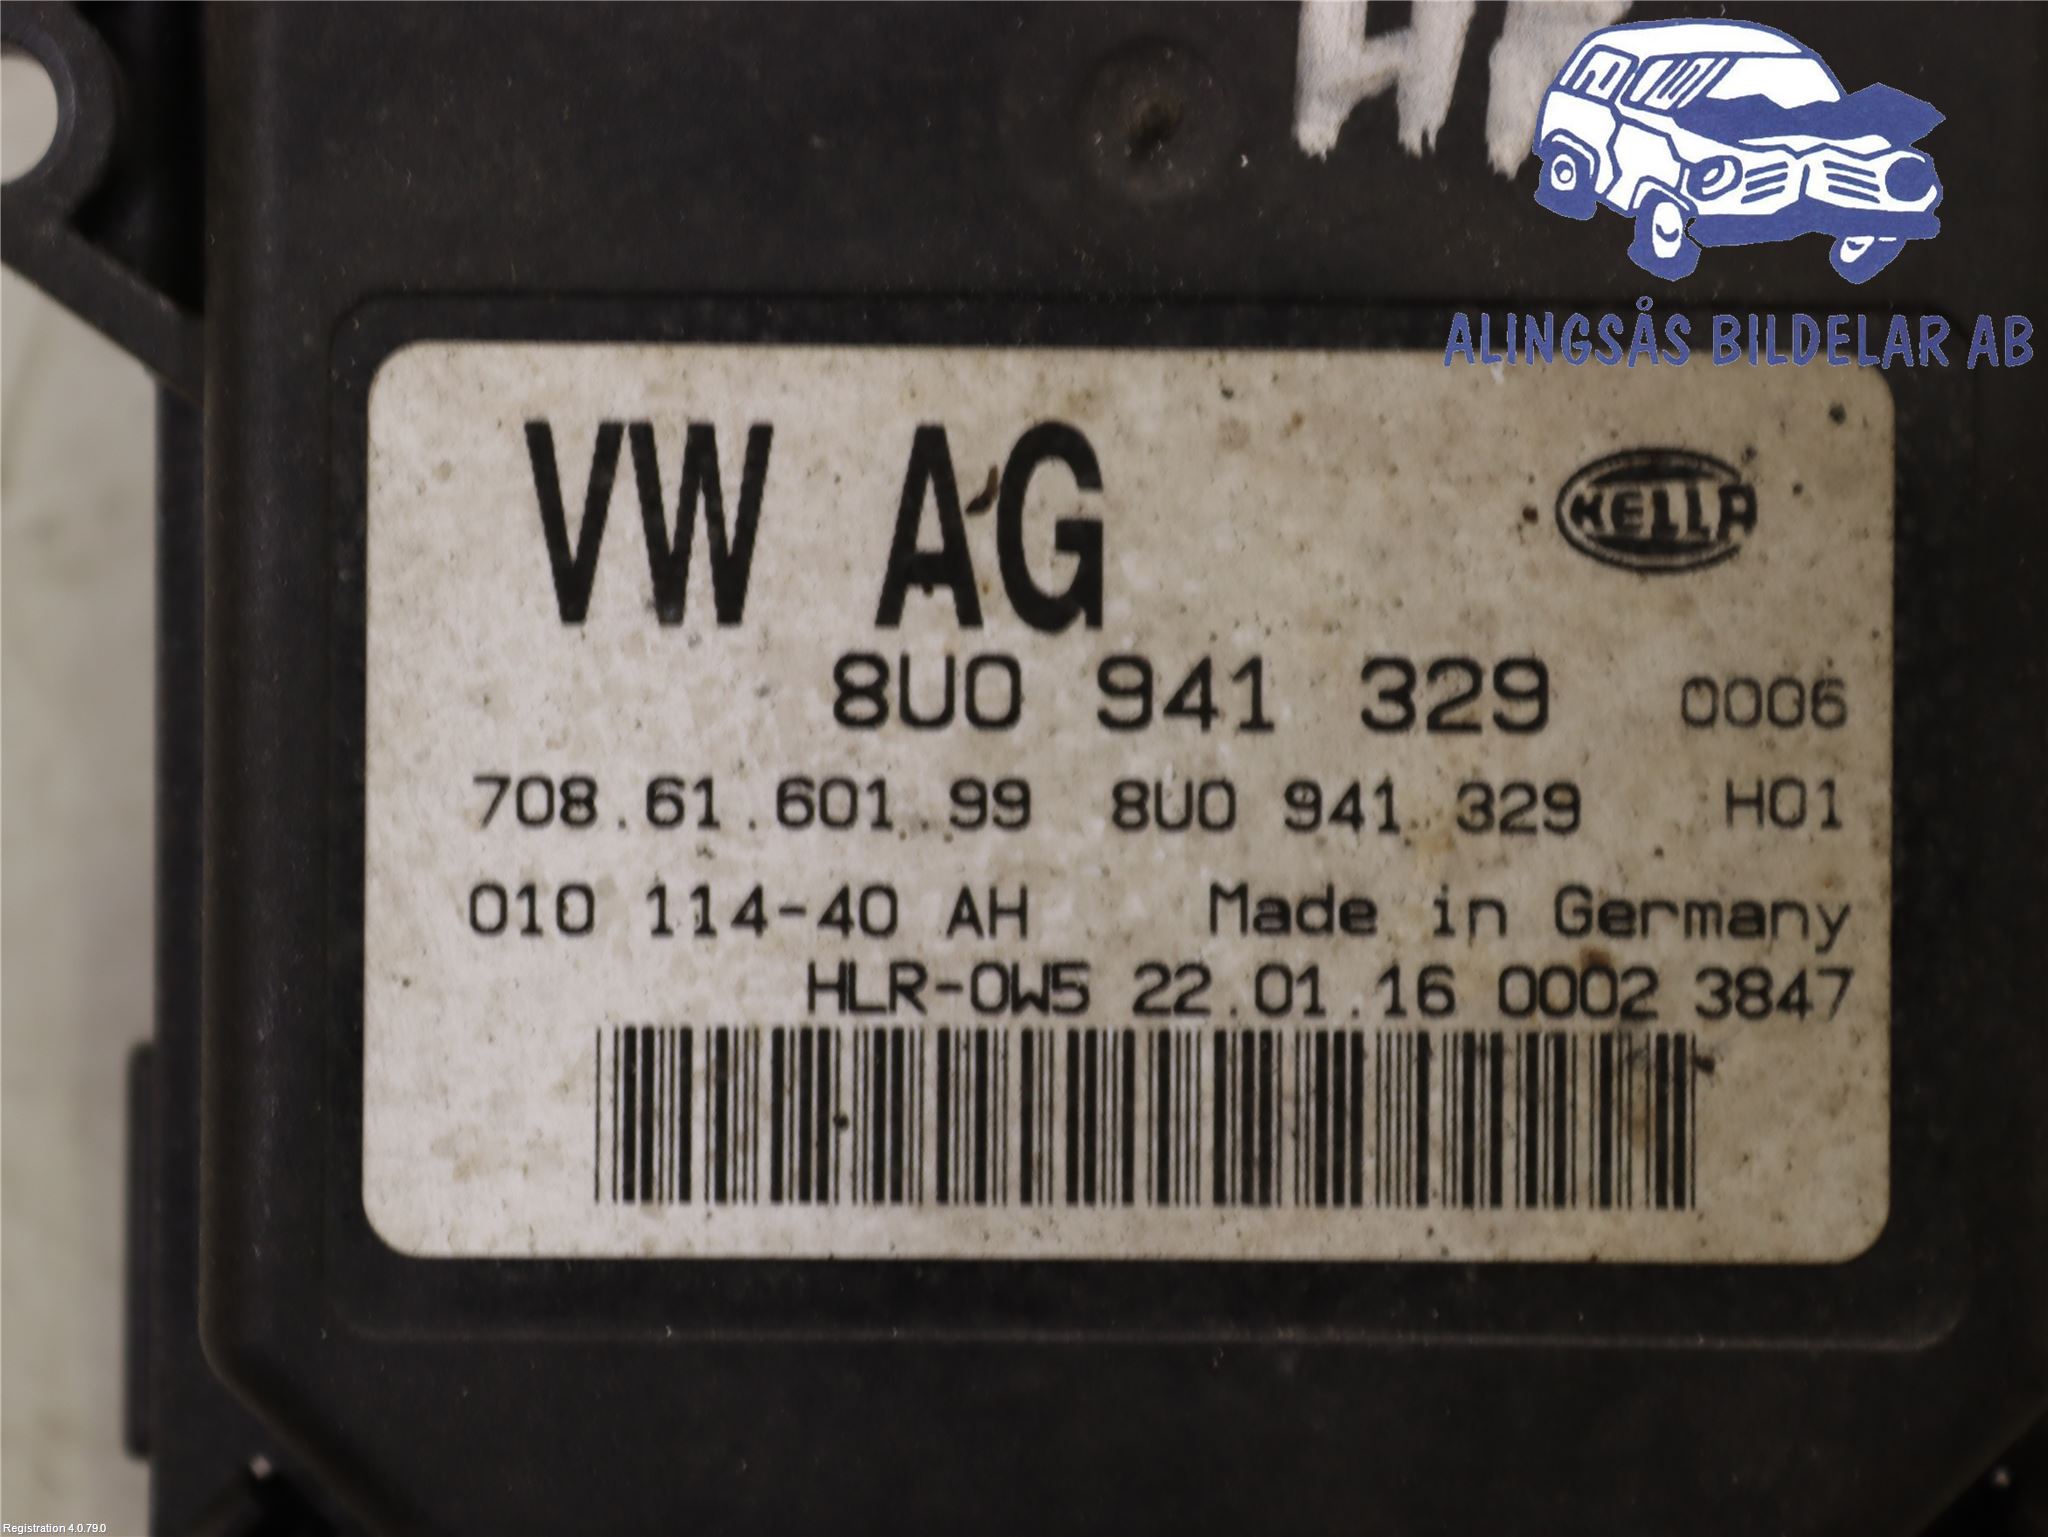 ALINGSÅS BILDELAR AB
VW AG
HELLA
8U0 941 329 0006
708.61.601.99 8U0 941 329 H01
010 114-40 AH Made in Germany
HLR-0W5 22.01.16 0002 3847
Registration 4.0.79.0